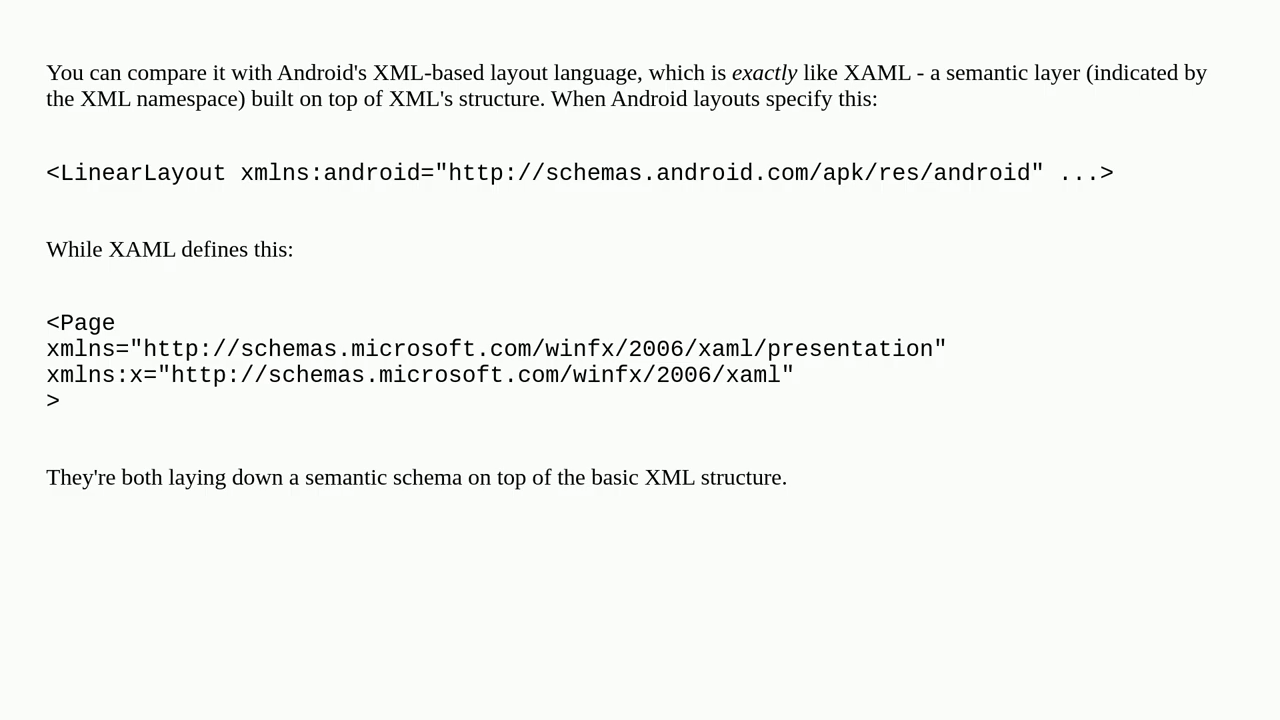 You can compare it with Android's XML-based layout language, which is exactly like XAML - a semantic layer (indicated by
the XML namespace) built on top of XML's structure. When Android layouts specify this:
<LinearLayout xmlns:android="http://schemas.android.com/apk/res/android" ...>
While XAML defines this:
<Page
xmlns="http://schemas.microsoft.com/winfx/2006/xaml/presentation"
xmlns:x="http://schemas.microsoft.com/winfx/2006/xaml"
>
They're both laying down a semantic schema on top of the basic XML structure.